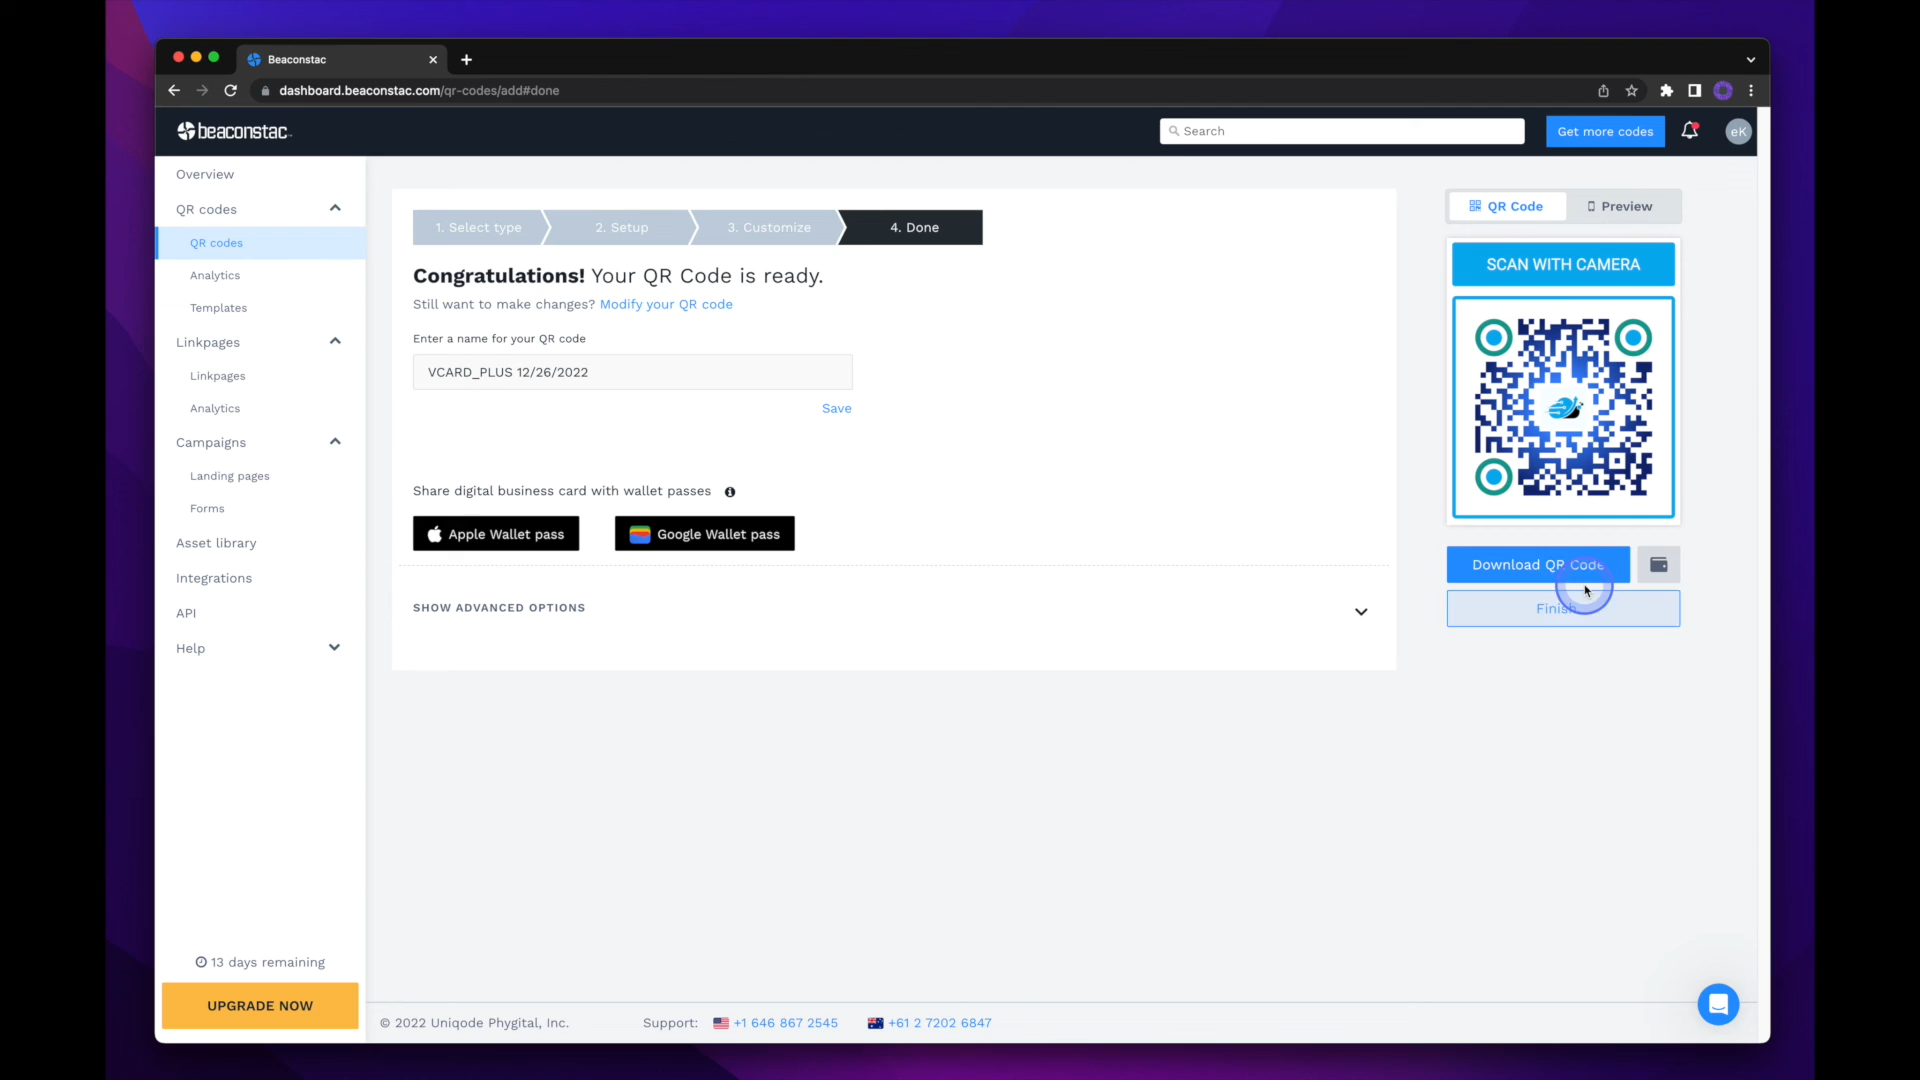 Beaconstac
dashboard.beaconstac.com/qr-codes/add#done
beaconstac
Search
Get more codes
eK
Overview
QR codes
QR codes
Analytics
Templates
Linkpages
Linkpages
Analytics
Campaigns
Landing pages
Forms
Asset library
Integrations
API
Help
13 days remaining
UPGRADE NOW
1. Select type
2. Setup
3. Customize
4. Done
Congratulations! Your QR Code is ready.
Still want to make changes? Modify your QR code
Enter a name for your QR code
VCARD_PLUS 12/26/2022
Save
Share digital business card with wallet passes
Apple Wallet pass
Google Wallet pass
SHOW ADVANCED OPTIONS
QR Code
Preview
SCAN WITH CAMERA
Download QR Code
Finish
© 2022 Uniqode Phygital, Inc.
Support:
+1 646 867 2545
+61 2 7202 6847